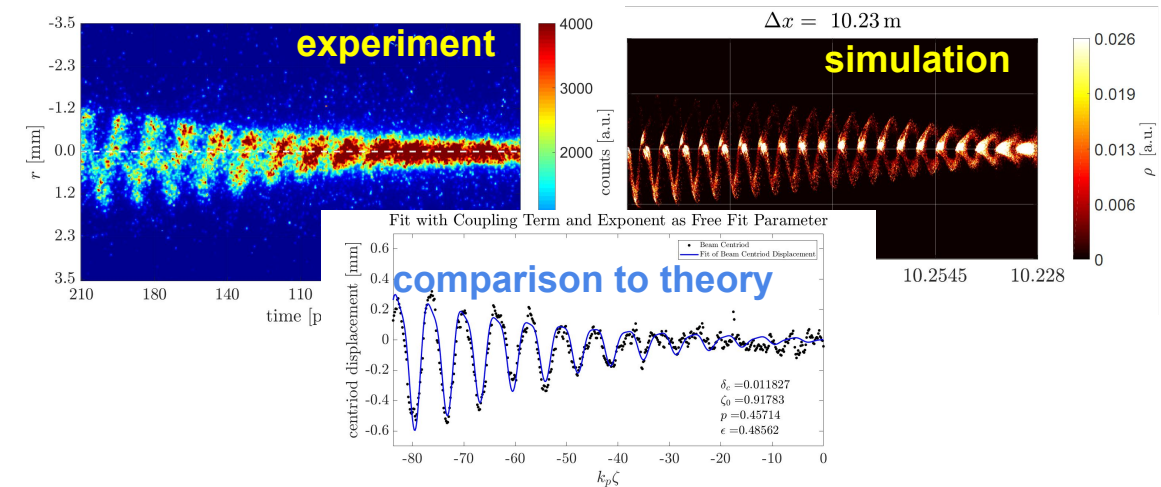 experiment
-3.5
-2.3
-1.2
0.0
1.2
2.3
3.5
r [mm]
210
180
140
110
time [p
4000
3000
2000
counts [a.u.]
Δx = 10.23 m
simulation
10.2545
10.228
0.026
0.019
0.013
0.006
0
ρ [a.u.]
Fit with Coupling Term and Exponent as Free Fit Parameter
comparison to theory
Beam Centriod
Fit of Beam Centriod Displacement
centriod displacement [mm]
0.6
0.4
0.2
0
-0.2
-0.4
-0.6
δc =0.011827
ζ0 =0.91783
p =0.45714
ϵ =0.48562
-80
-70
-60
-50
-40
-30
-20
-10
0
kpζ